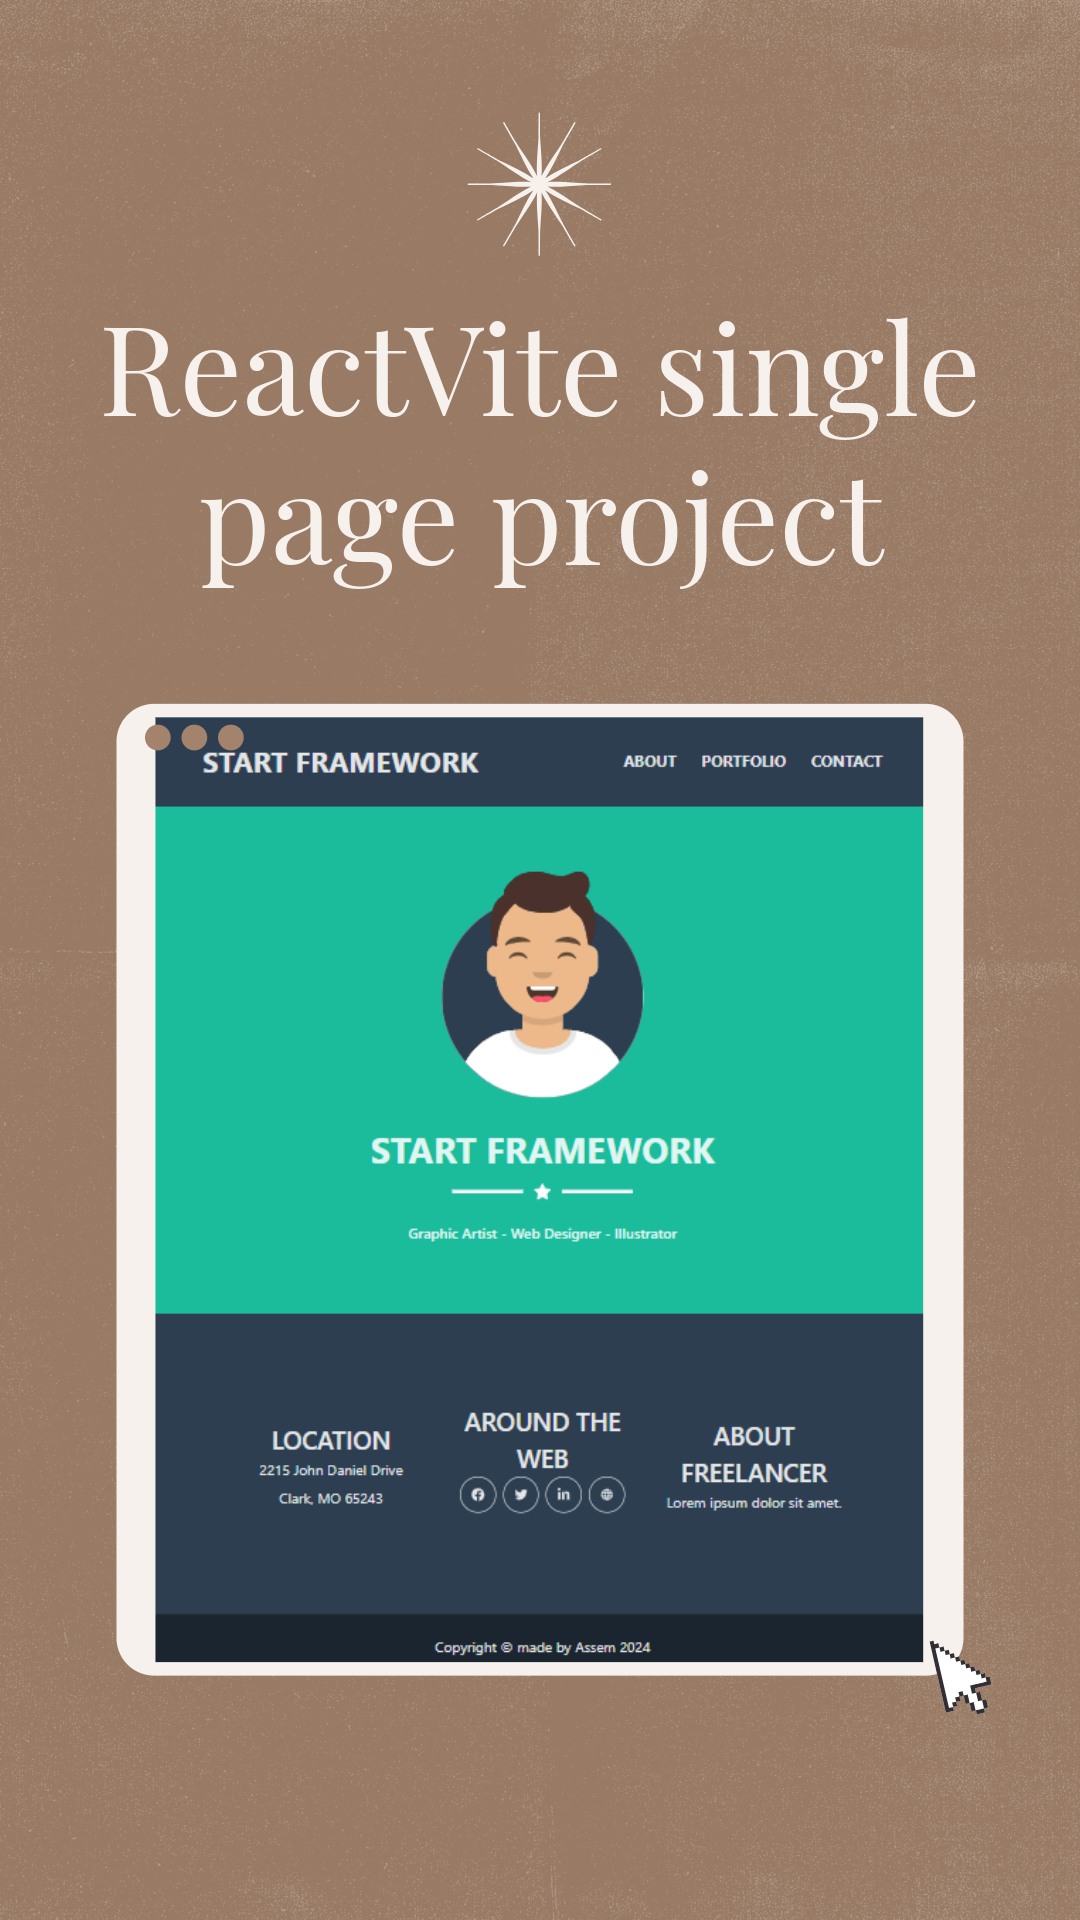 ReactVite single
page project
START FRAMEWORK
ABOUT PORTFOLIO CONTACT
START FRAMEWORK
Graphic Artist - Web Designer - Illustrator
LOCATION
2215 John Daniel Drive
Clark, MO 65243
AROUND THE
WEB
ABOUT
FREELANCER
Lorem ipsum dolor sit amet.
Copyright © made by Assem 2024